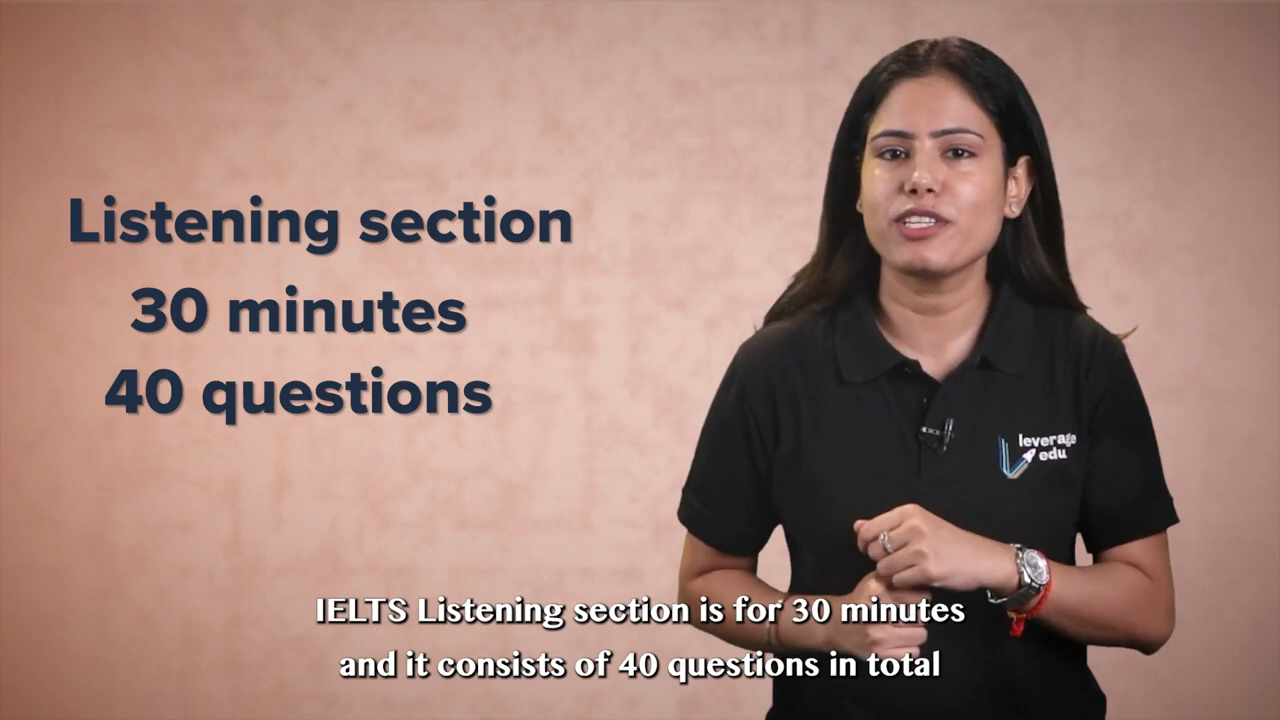 Listening section
30 minutes
40 questions
leverage
edu
IELTS Listening section is for 30 minutes
and it consists of 40 questions in total